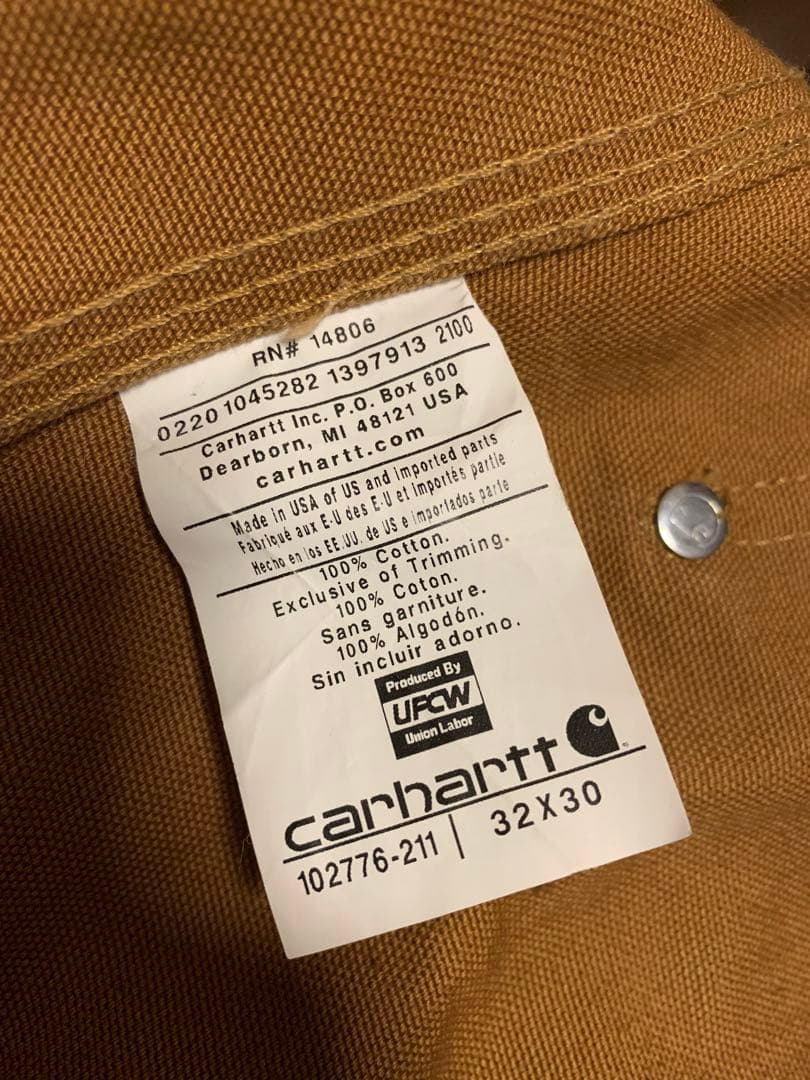 RN# 14806
0220 1045282 1397913 2100
Carhartt Inc. P.O. Box 600
Dearborn, MI 48121 USA
carhartt.com
Made in USA of US and imported parts
Fabriqué aux E-U des E-U et importés partie
Hecho en los EE.UU. de US e importados parte
100% Cotton.
Exclusive of Trimming.
100% Coton.
Sans garniture.
100% Algodón.
Sin incluir adorno.
Produced By
UFCW
Union Labor
carhartt
102776-211 | 32X30